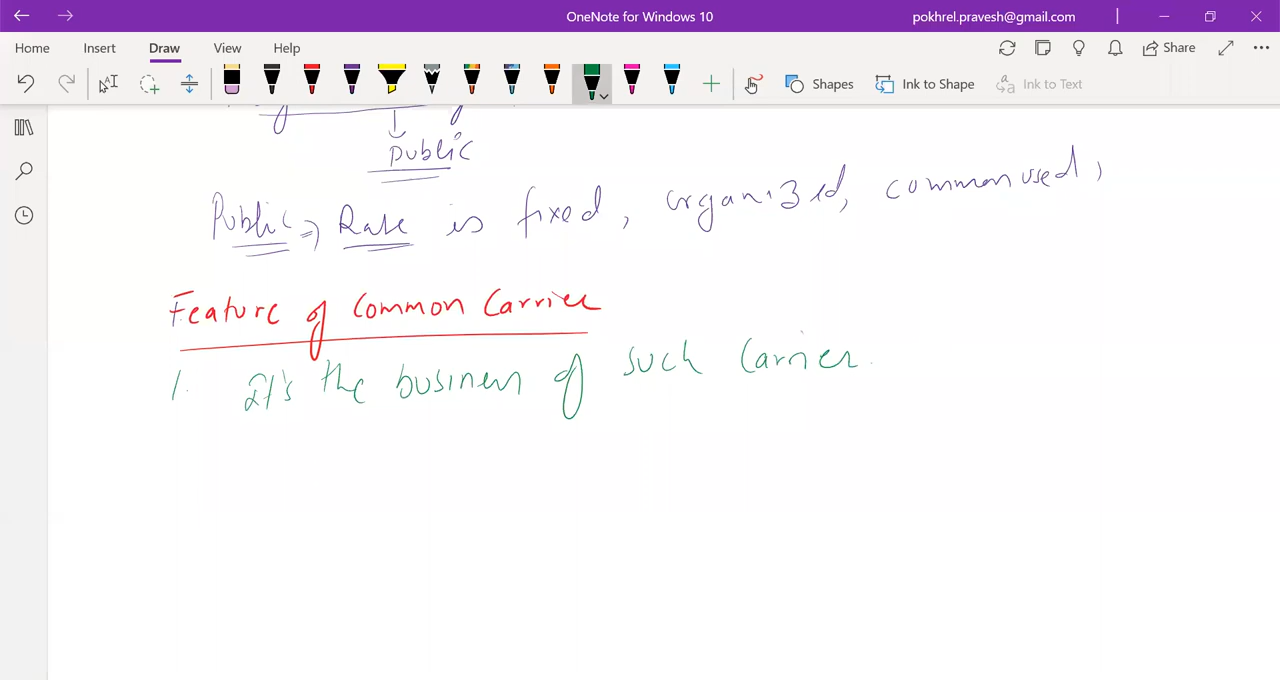 OneNote for Windows 10
pokhrel.pravesh@gmail.com
Home Insert Draw View Help
Share
Shapes
Ink to Shape
Ink to Text
Public
Public => Rate is fixed, organized, common used,
Feature of Common Carrier
1. It's the business of such Carrier.